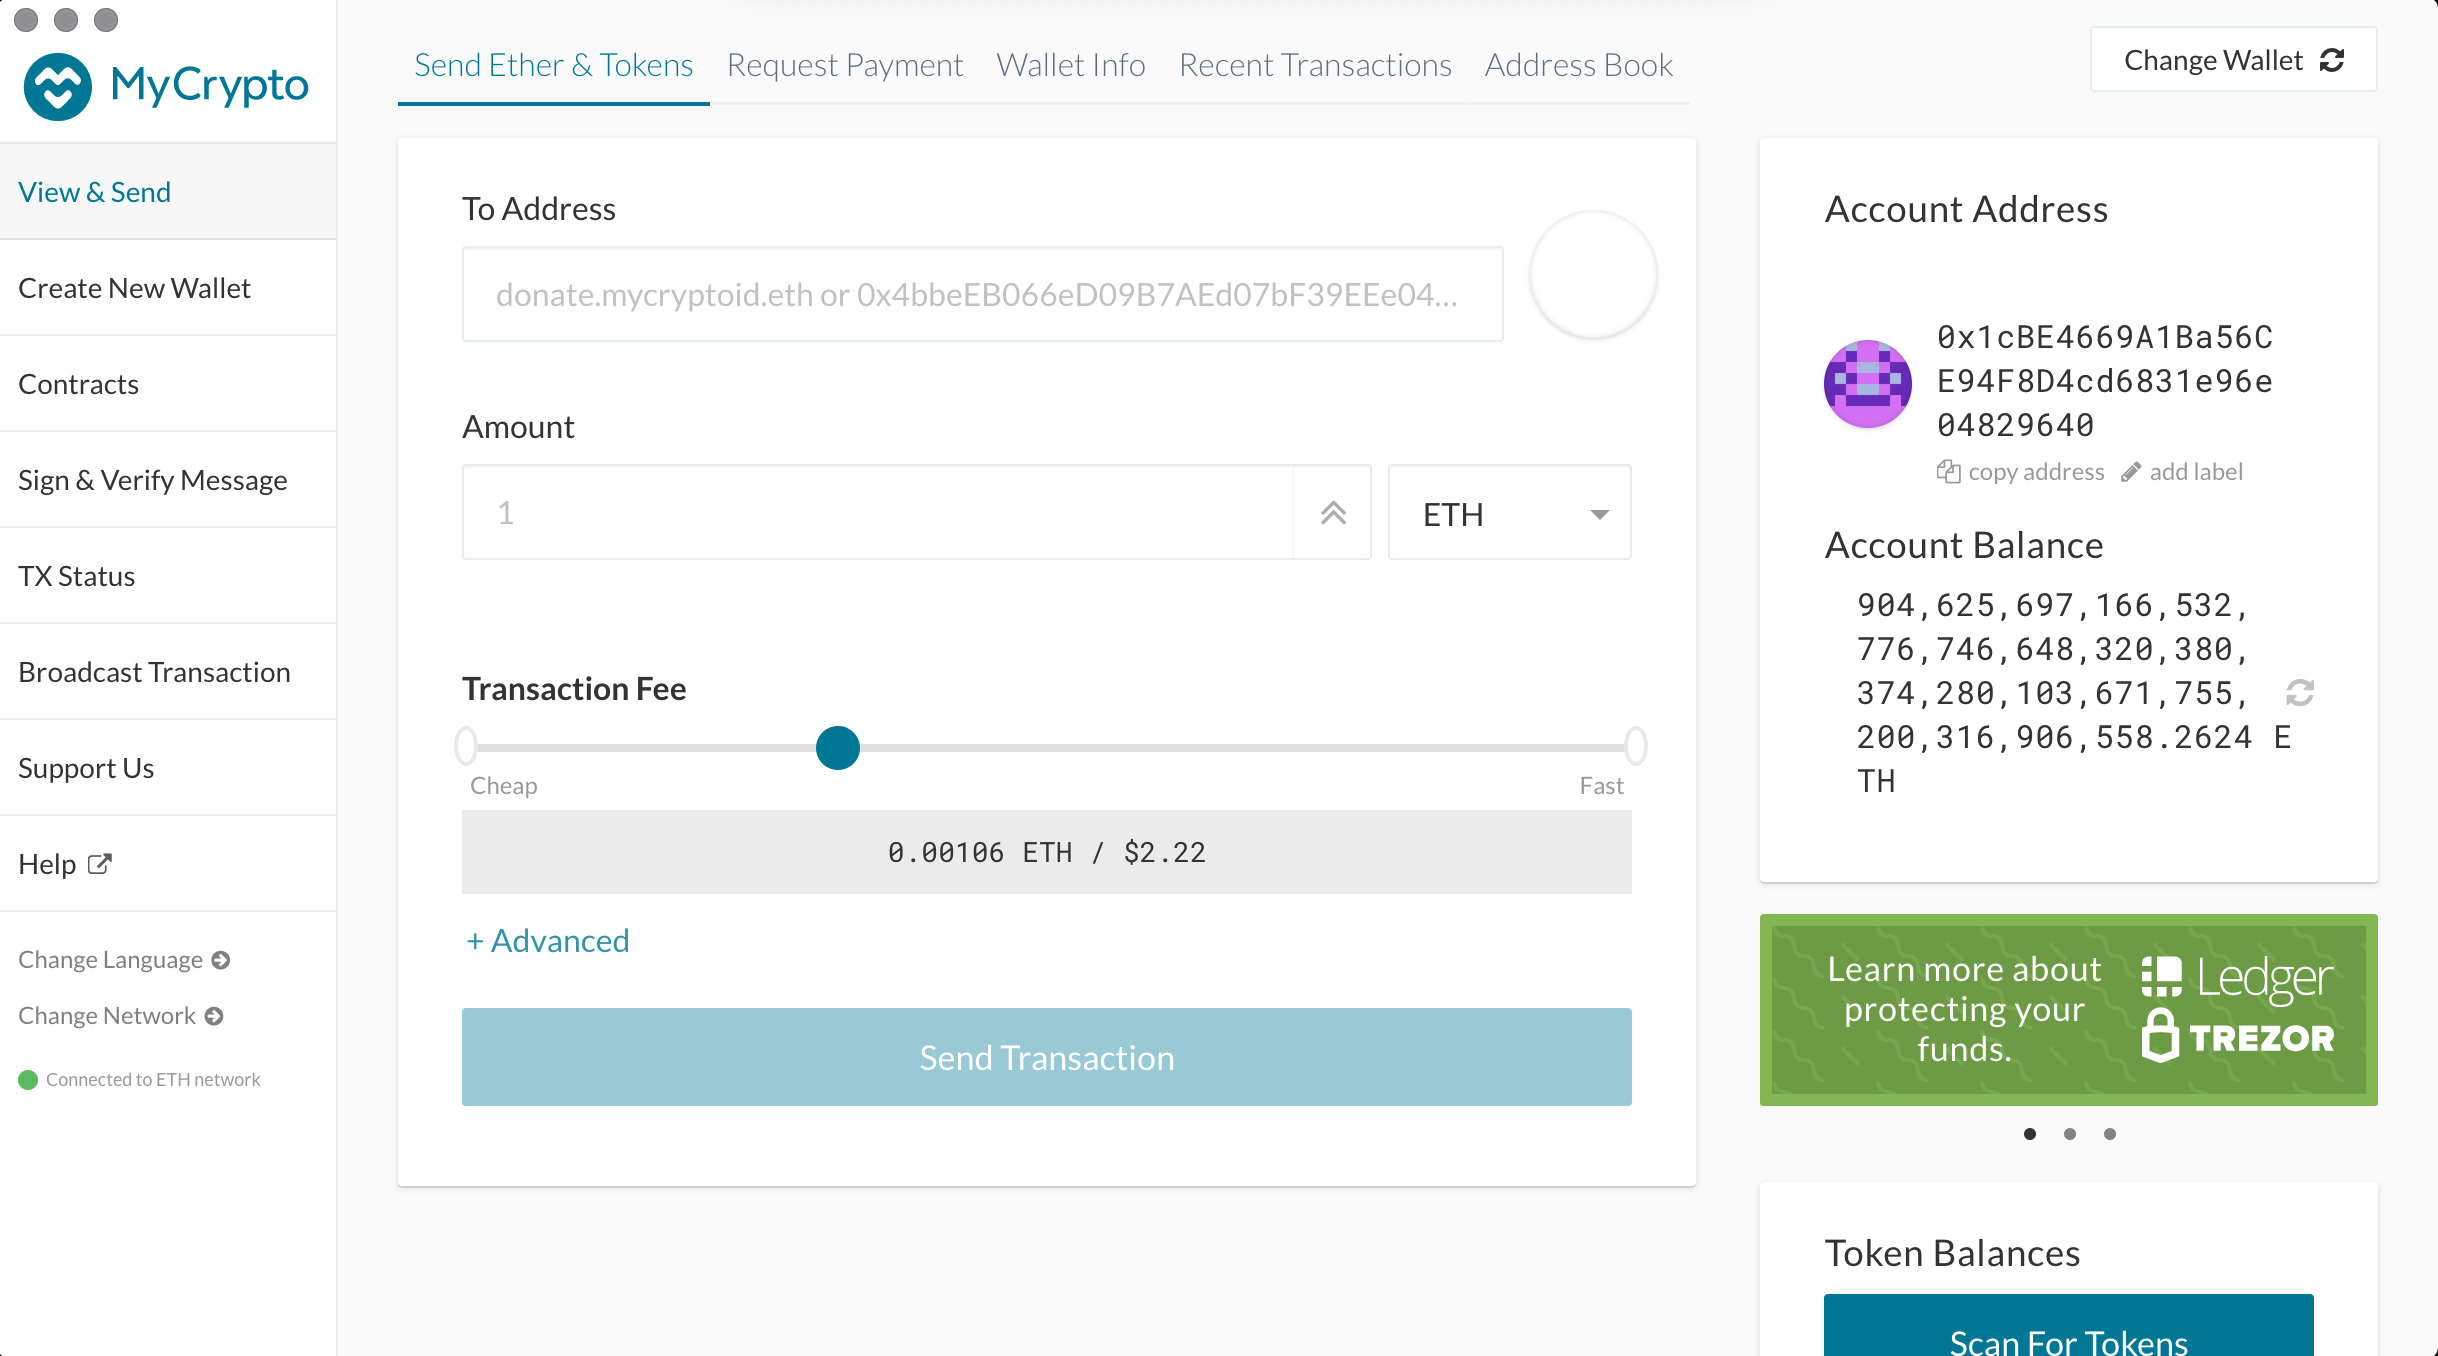 MyCrypto
View & Send
Create New Wallet
Contracts
Sign & Verify Message
TX Status
Broadcast Transaction
Support Us
Help
Change Language
Change Network
Connected to ETH network
Send Ether & Tokens
Request Payment
Wallet Info
Recent Transactions
Address Book
Change Wallet
To Address
donate.mycryptoid.eth or 0x4bbeEB066eD09B7AEd07bF39EEe04...
Amount
1
ETH
Transaction Fee
Cheap
Fast
0.00106 ETH / $2.22
+ Advanced
Send Transaction
Account Address
0x1cBE4669A1Ba56C
E94F8D4cd6831e96e
04829640
copy address
add label
Account Balance
904,625,697,166,532,
776,746,648,320,380,
374,280,103,671,755,
200,316,906,558.2624 E
TH
Learn more about
protecting your
funds.
Ledger
TREZOR
Token Balances
Scan For Tokens